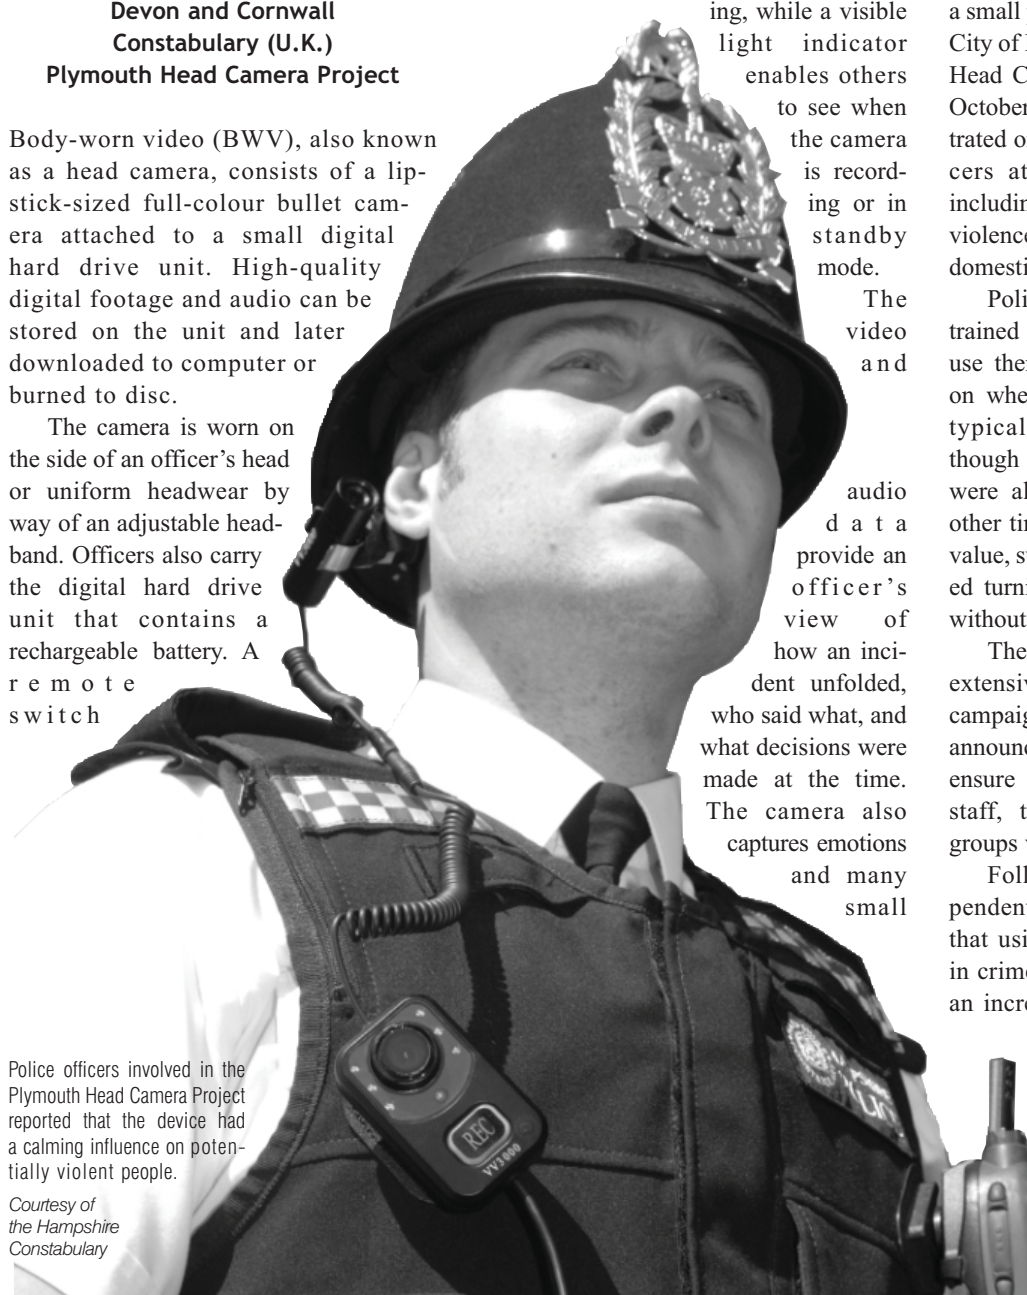 Devon and Cornwall
Constabulary (U.K.)
Plymouth Head Camera Project
Body-worn video (BWV), also known
as a head camera, consists of a lip-
stick-sized full-colour bullet cam-
era attached to a small digital
hard drive unit. High-quality
digital footage and audio can be
stored on the unit and later
downloaded to computer or
burned to disc.
The camera is worn on
the side of an officer's head
or uniform headwear by
way of an adjustable head-
band. Officers also carry
the digital hard drive
unit that contains a
rechargeable battery. A
remote
switch
ing, while a visible
light indicator
enables others
to see when
the camera
is record-
ing or in
standby
mode.
The
video
and
audio
data
provide an
officer's
view of
how an inci-
dent unfolded,
who said what, and
what decisions were
made at the time.
The camera also
captures emotions
and many
small
a small
City of
Head C
October
trated o
cers at
includin
violence
domesti
Poli
trained
use the
on whe
typical
though
were al
other ti
value, s
ed turn
without
The
extensiv
campaig
announc
ensure
staff, t
groups
Foll
pendent
that usi
in crim
an incr
Police officers involved in the
Plymouth Head Camera Project
reported that the device had
a calming influence on poten-
tially violent people.
Courtesy of
the Hampshire
Constabulary
REC
VV3000